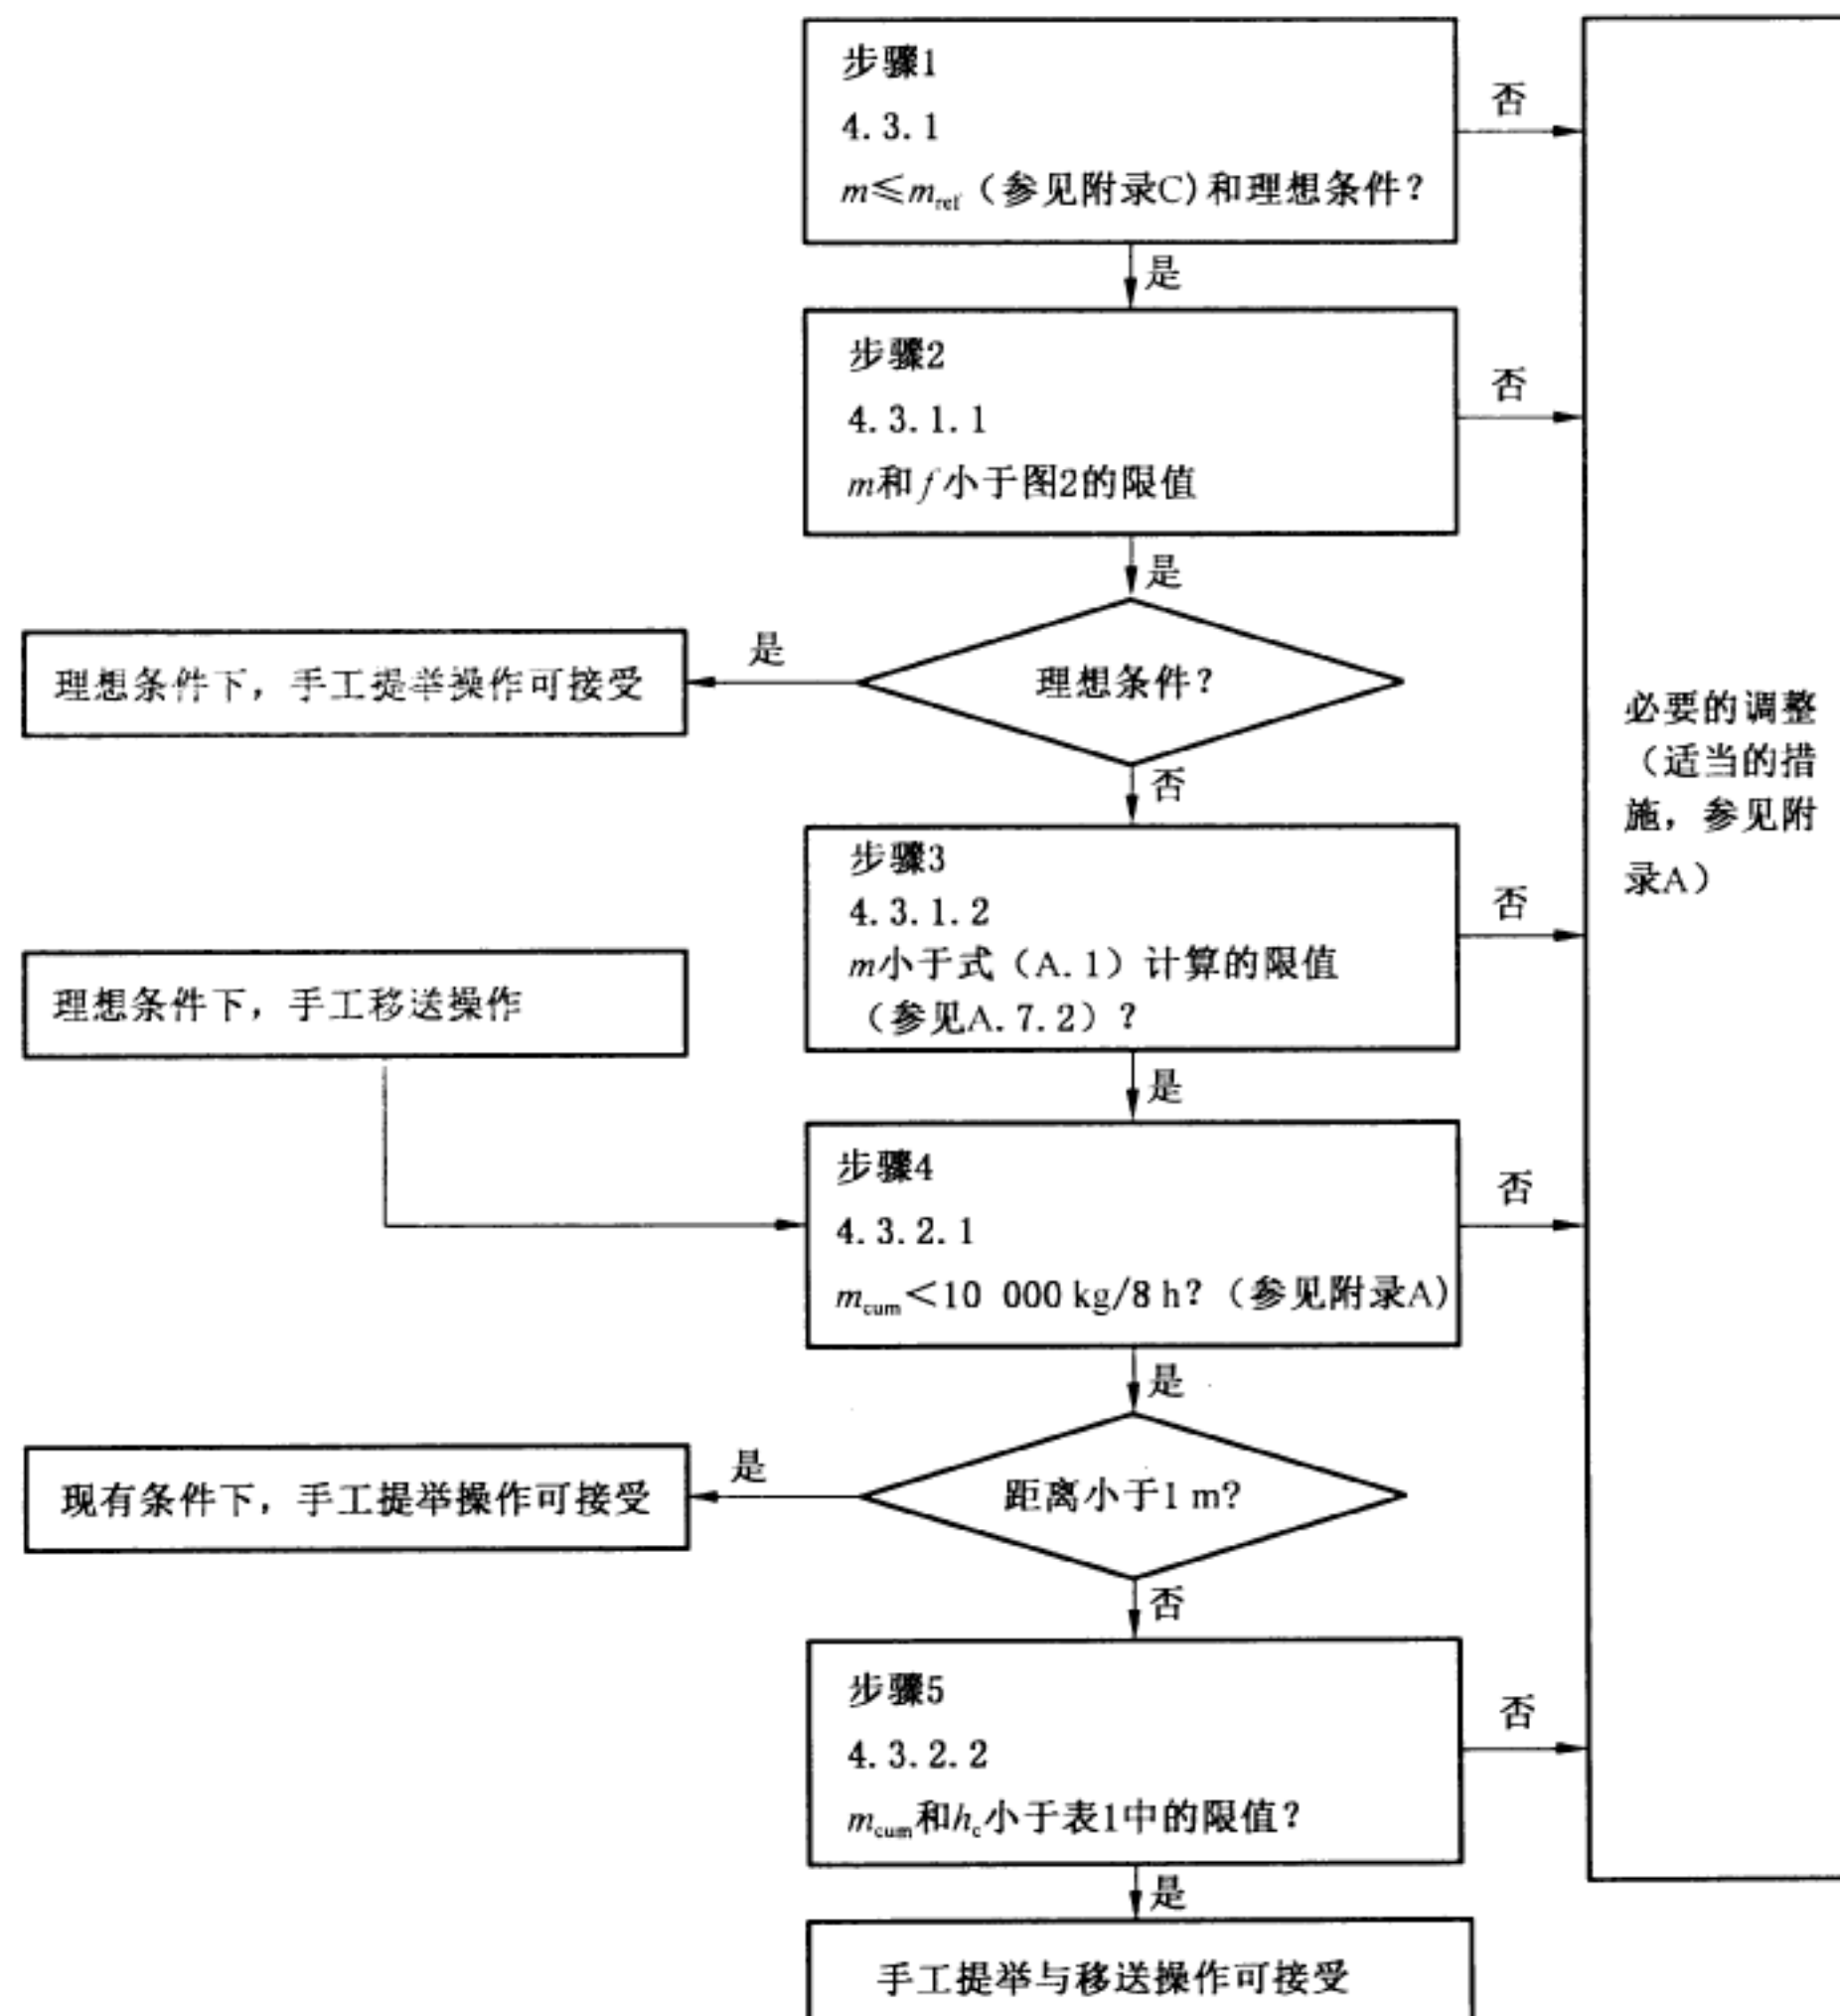 步骤1
4.3.1
m≤m_ref（参见附录C)和理想条件？
否
是
步骤2
4.3.1.1
m和f小于图2的限值
否
是
理想条件？
是
理想条件下，手工提举操作可接受
否
步骤3
4.3.1.2
m小于式（A.1）计算的限值
（参见A.7.2）？
否
必要的调整
（适当的措
施，参见附
录A）
理想条件下，手工移送操作
是
步骤4
4.3.2.1
m_cum＜10 000 kg/8 h？（参见附录A)
否
是
距离小于1 m?
是
现有条件下，手工提举操作可接受
否
步骤5
4.3.2.2
m_cum和h_c小于表1中的限值？
否
是
手工提举与移送操作可接受